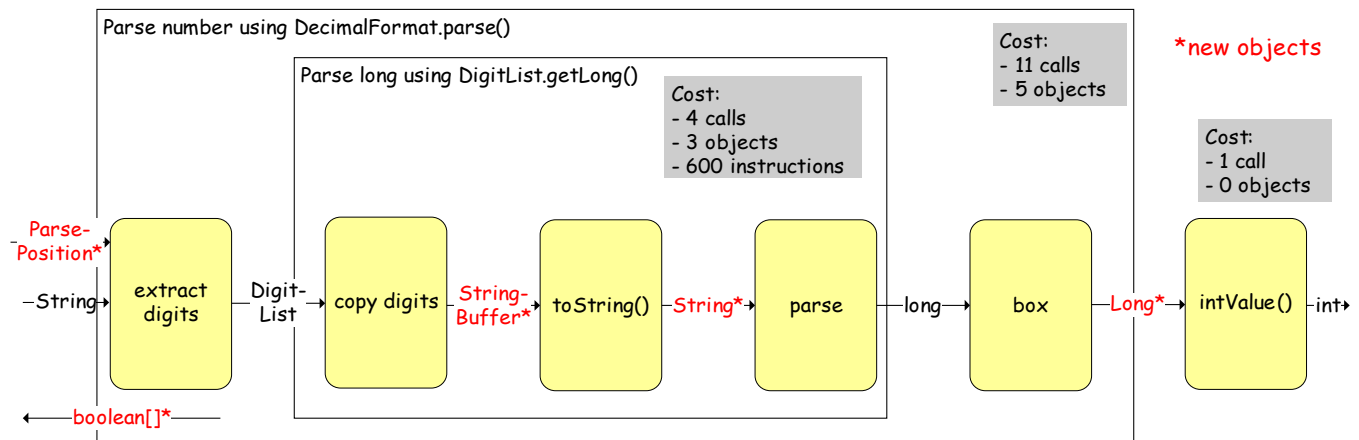 Parse number using DecimalFormat.parse()
Cost:
- 11 calls
- 5 objects
*new objects
Parse long using DigitList.getLong()
Cost:
- 4 calls
- 3 objects
- 600 instructions
Cost:
- 1 call
- 0 objects
Parse-
Position*
String
extract
digits
Digit-
List
copy digits
String-
Buffer*
toString()
String*
parse
long
box
Long*
intValue()
int
boolean[]*